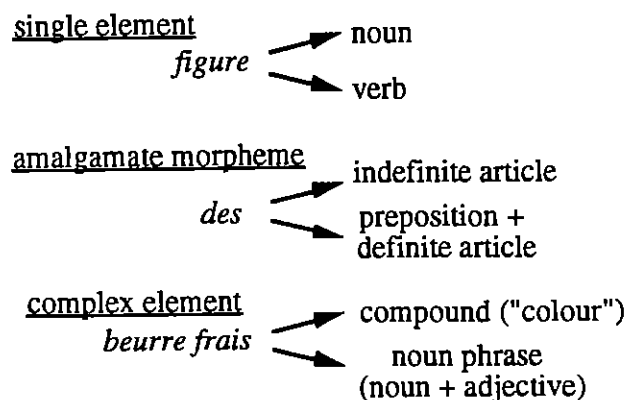 single element
figure
noun
verb
amalgamate morpheme
des
indefinite article
preposition +
definite article
complex element
beurre frais
compound ("colour")
noun phrase
(noun + adjective)